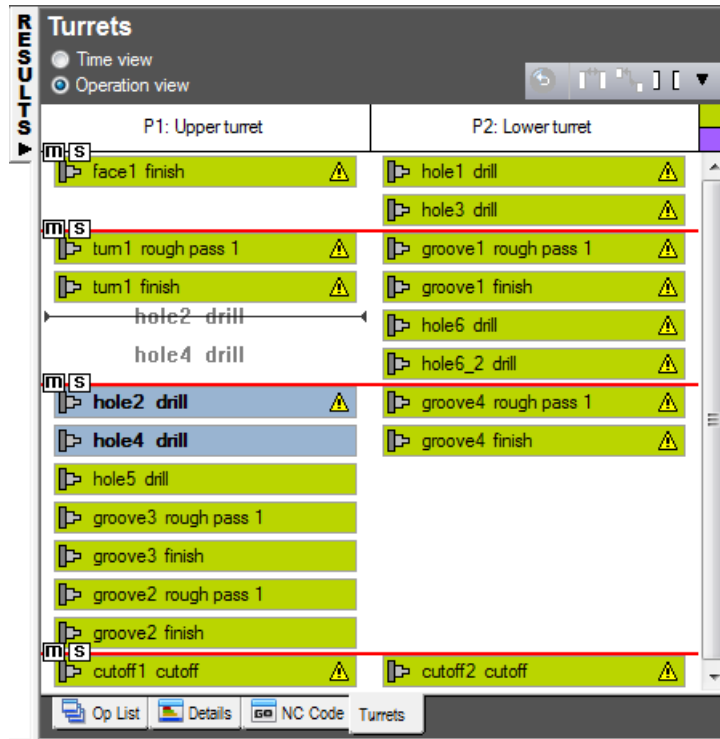 RESULTS
Turrets
Time view
Operation view
P1: Upper turret
P2: Lower turret
m s
face1 finish
hole1 drill
hole3 drill
m s
turn1 rough pass 1
groove1 rough pass 1
turn1 finish
groove1 finish
hole2 drill
hole6 drill
hole4 drill
hole6_2 drill
m s
hole2 drill
groove4 rough pass 1
hole4 drill
groove4 finish
hole5 drill
groove3 rough pass 1
groove3 finish
groove2 rough pass 1
groove2 finish
m s
cutoff1 cutoff
cutoff2 cutoff
Op List
Details
GO NC Code
Turrets